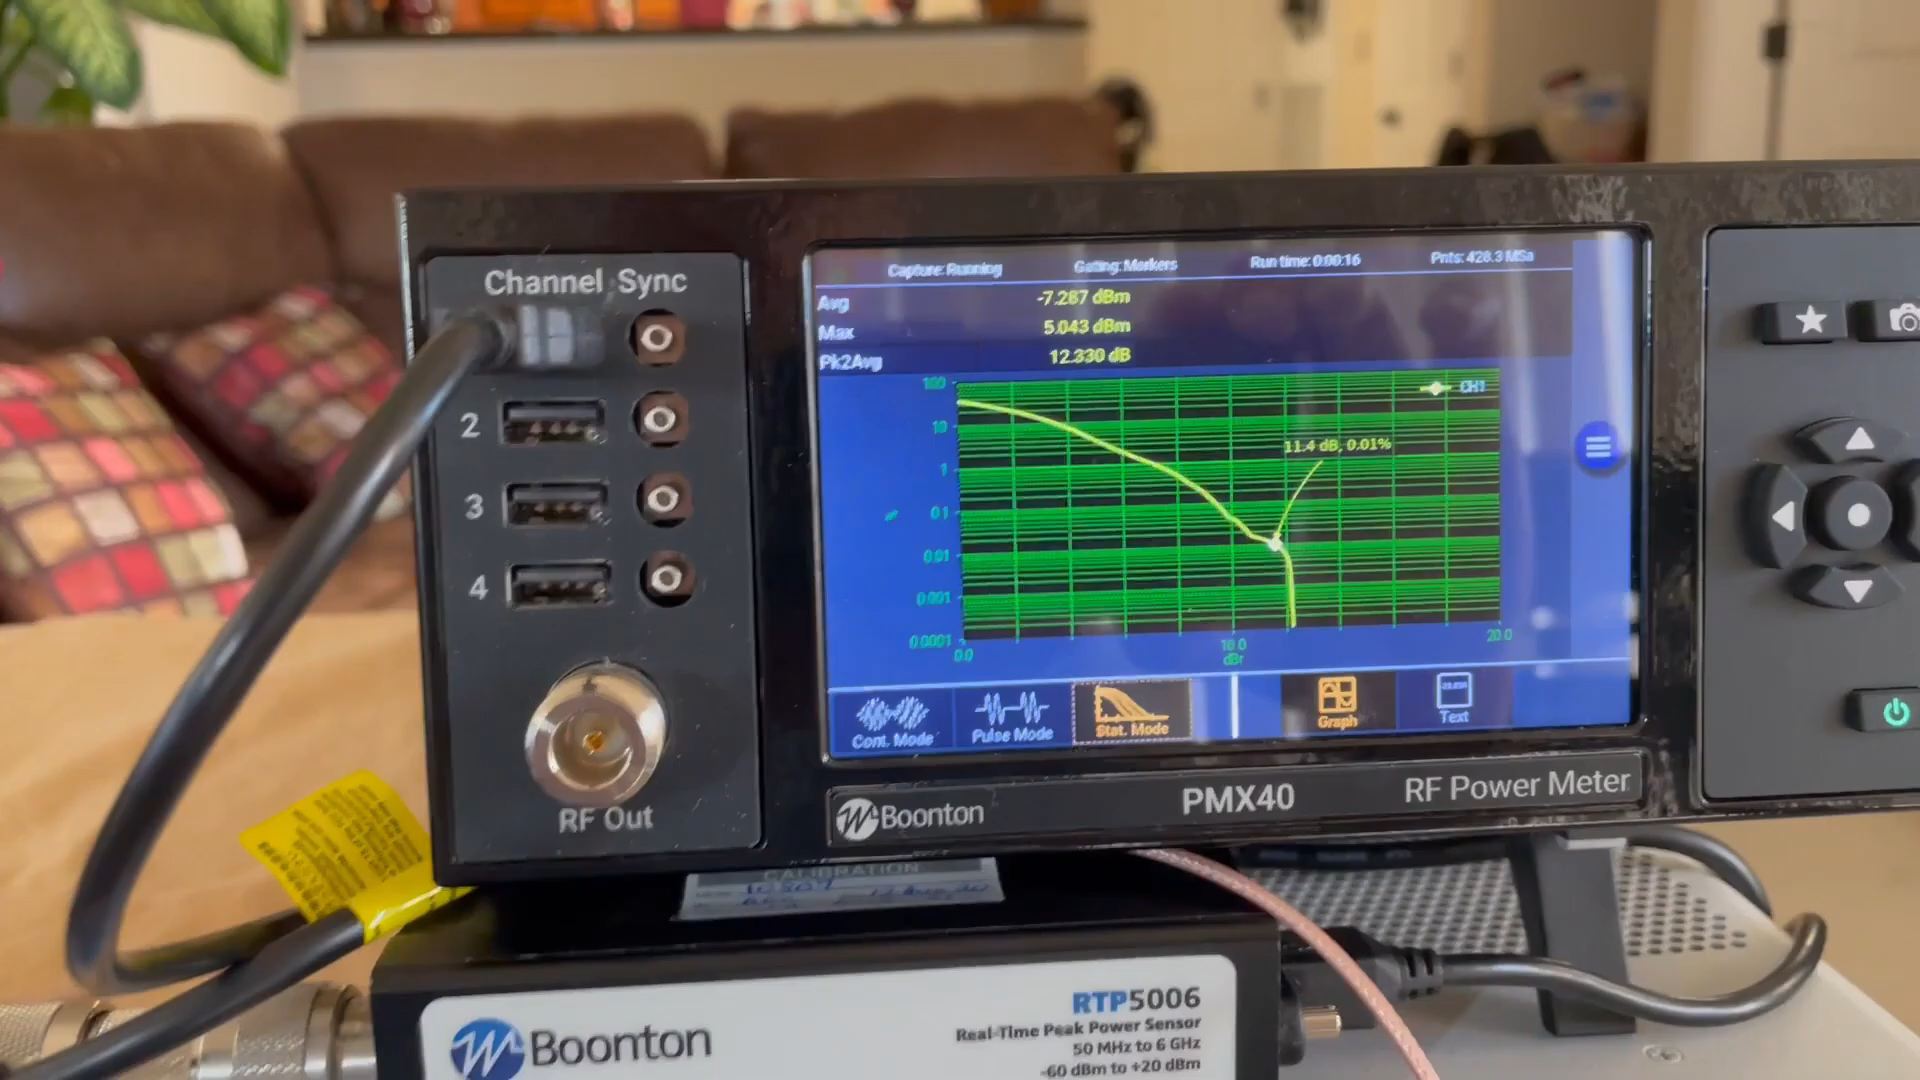 Channel Sync
2
3
4
RF Out
Capture: Running Gating: Markers Run time: 0:00:16 Pnts: 428.3 MSa
Avg -7.287 dBm
Max 5.043 dBm
Pk2Avg 12.330 dB
CH1
11.4 dB, 0.01%
100
10
1
0.1
0.01
0.001
0.0001
%
0.0 10.0 20.0
dBr
Cont. Mode Pulse Mode Stat. Mode Graph Text
Boonton PMX40 RF Power Meter
CALIBRATION
Boonton
RTP5006
Real-Time Peak Power Sensor
50 MHz to 6 GHz
-60 dBm to +20 dBm